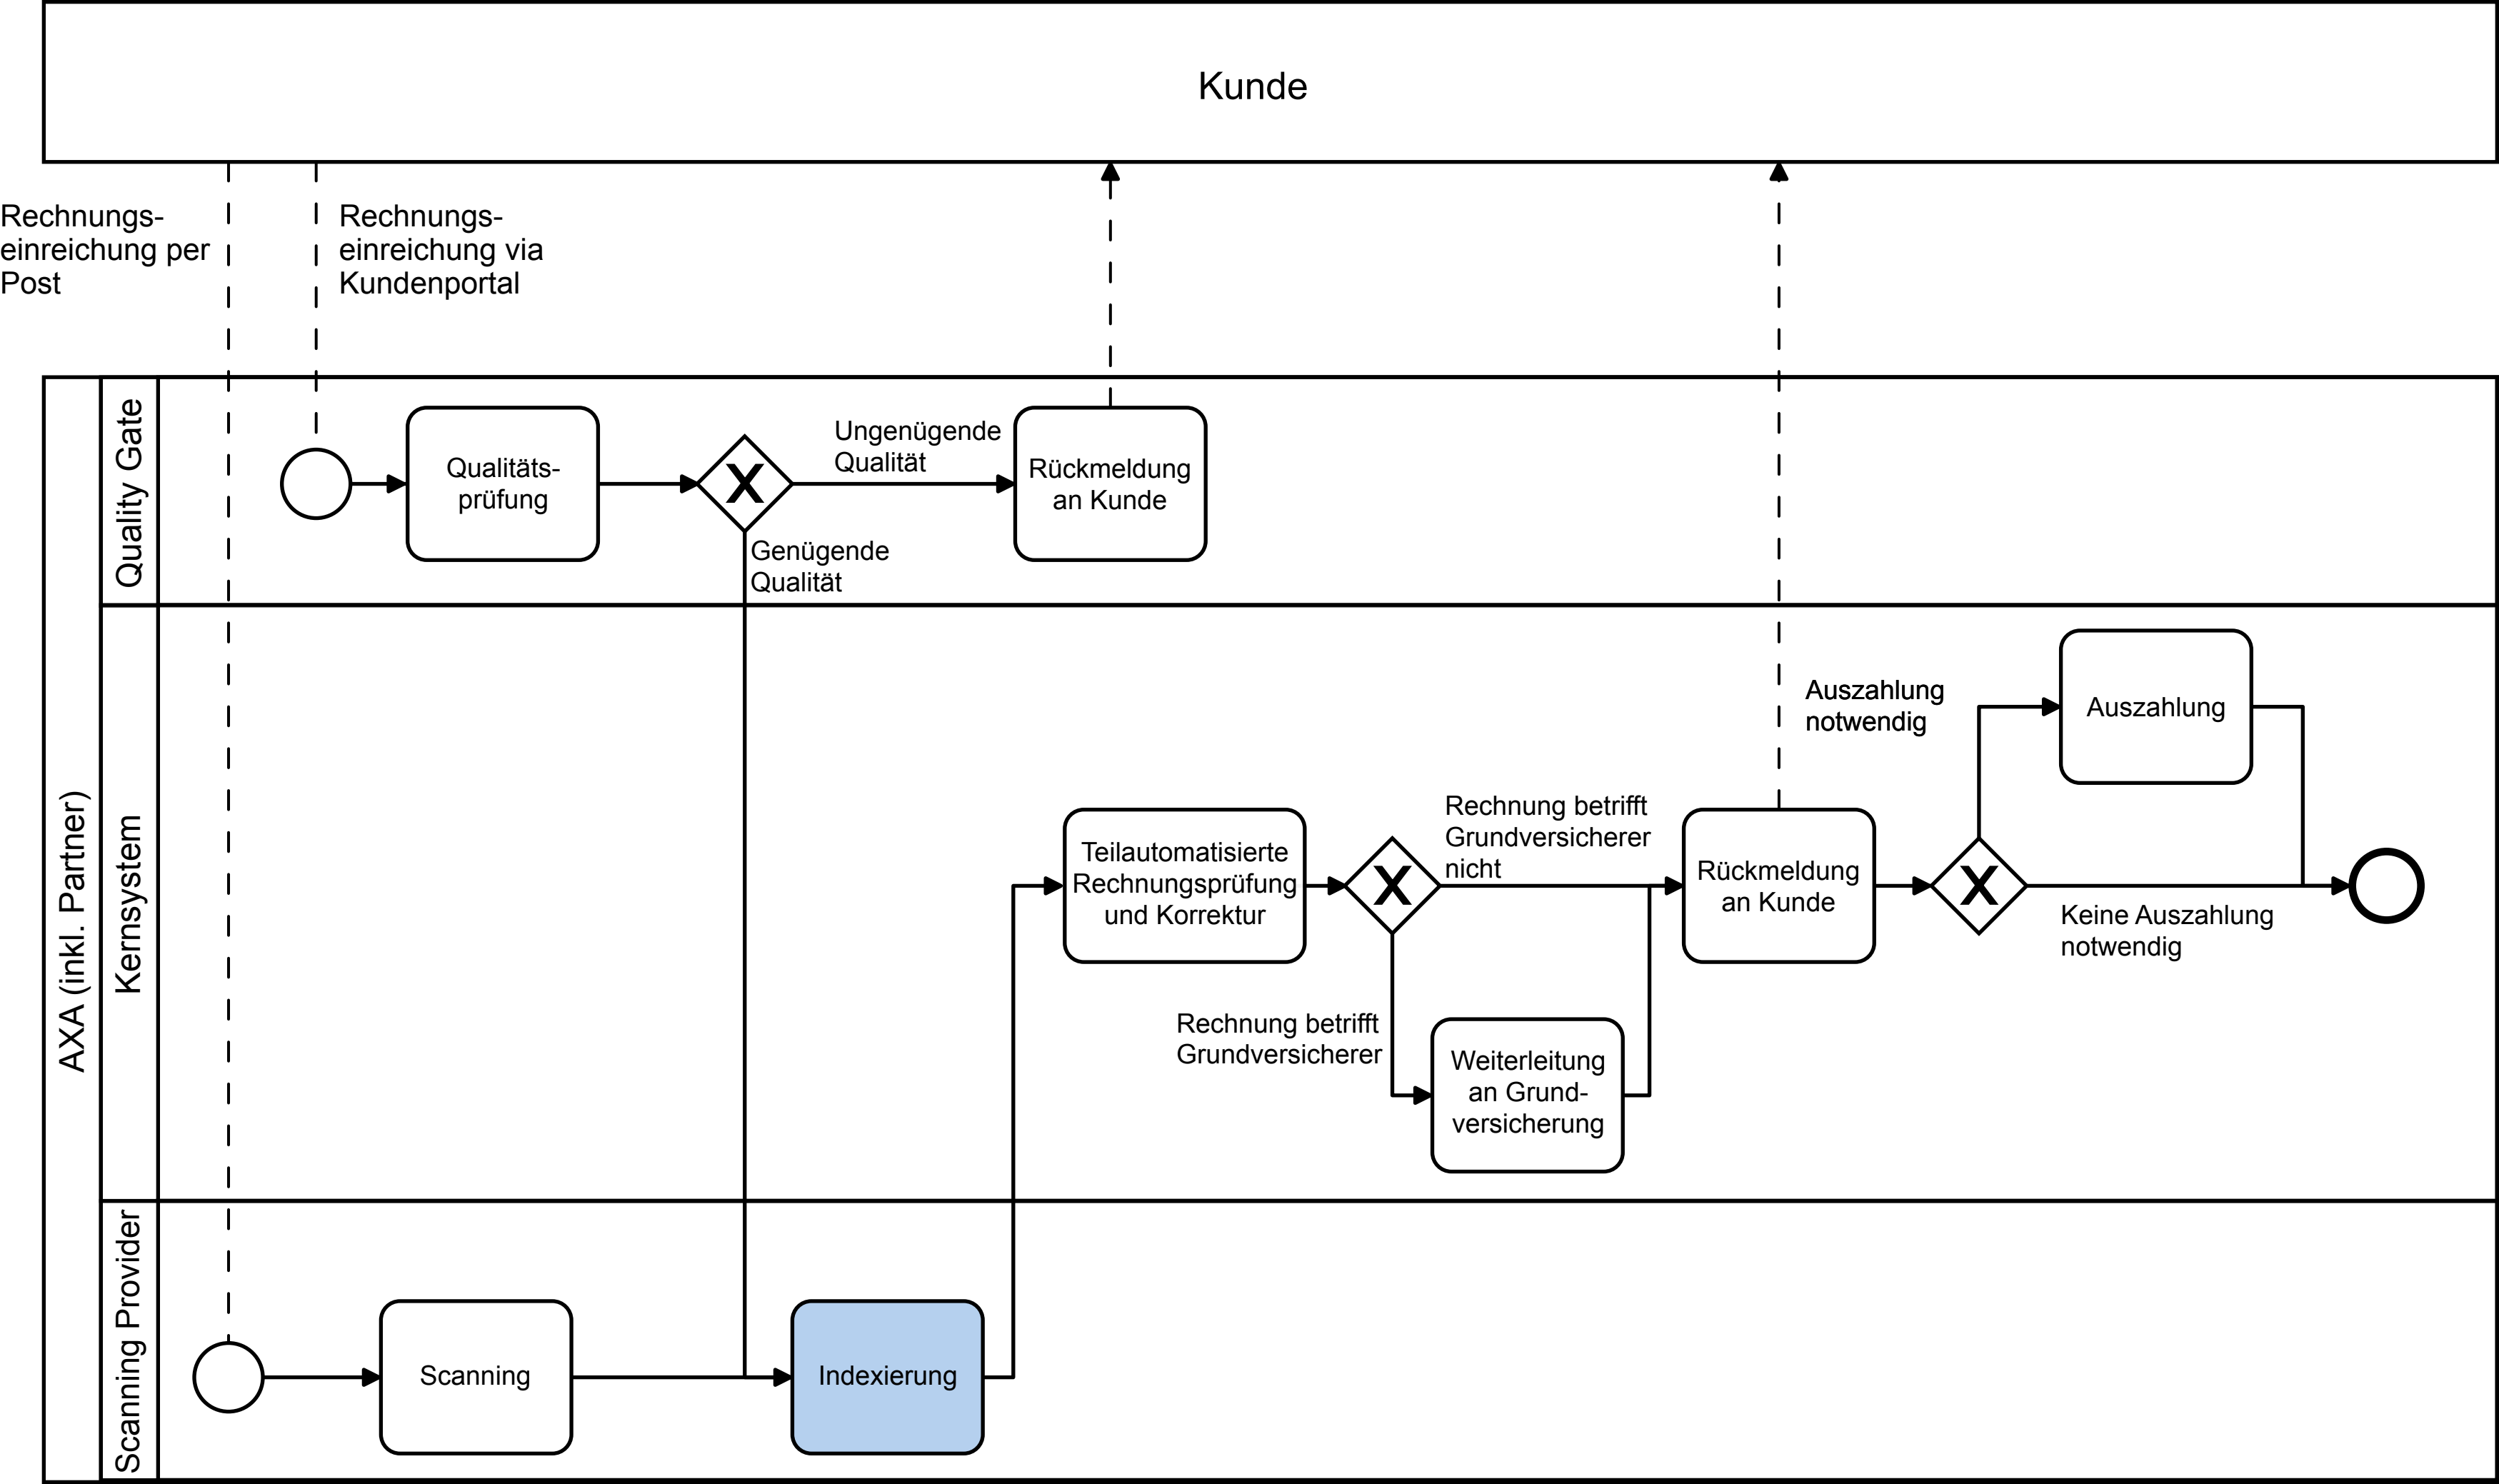 Kunde
Rechnungs-
einreichung per
Post
Rechnungs-
einreichung via
Kundenportal
AXA (inkl. Partner)
Quality Gate
Qualitäts-
prüfung
X
Ungenügende
Qualität
Genügende
Qualität
Rückmeldung
an Kunde
Kernsystem
Teilautomatisierte
Rechnungsprüfung
und Korrektur
X
Rechnung betrifft
Grundversicherer
nicht
Rechnung betrifft
Grundversicherer
Weiterleitung
an Grund-
versicherung
Rückmeldung
an Kunde
X
Auszahlung
notwendig
Auszahlung
Keine Auszahlung
notwendig
Scanning Provider
Scanning
Indexierung